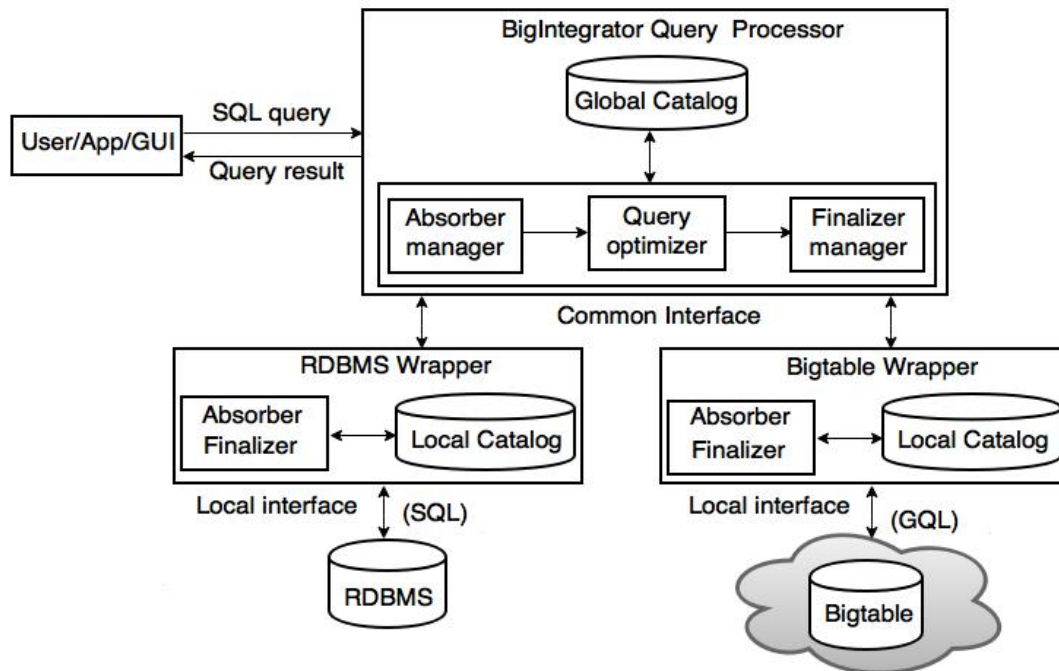 BigIntegrator Query Processor
Global Catalog
SQL query
User/App/GUI
Query result
Absorber
manager
Query
optimizer
Finalizer
manager
Common Interface
RDBMS Wrapper
Absorber
Finalizer
Local Catalog
Bigtable Wrapper
Absorber
Finalizer
Local Catalog
Local interface
(SQL)
RDBMS
Local interface
(GQL)
Bigtable